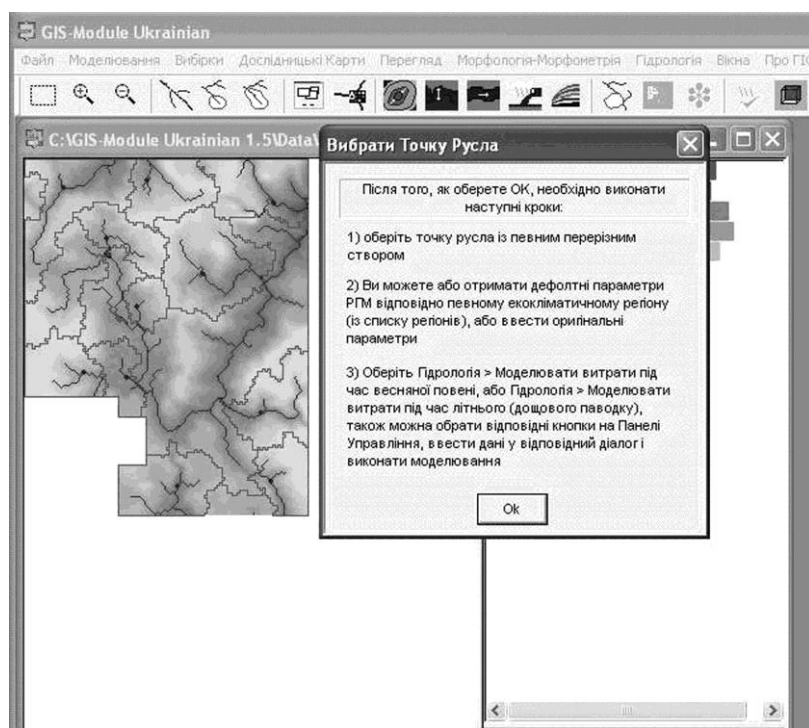 GIS-Module Ukrainian
Файл Моделювання Вибірки Дослідницькі Карти Перегляд Морфологія-Морфометрія Гідрологія Вікна Про ГІС
C:\GIS-Module Ukrainian 1.5\Data\
Вибрати Точку Русла
Після того, як оберете ОК, необхідно виконати
наступні кроки:
1) оберіть точку русла із певним перерізним
створом
2) Ви можете або отримати дефолтні параметри
РГМ відповідно певному екокліматичному регіону
(із списку регіонів), або ввести оригінальні
параметри
3) Оберіть Гідрологія > Моделювати витрати під
час весняної повені, або Гідрологія > Моделювати
витрати під час літнього (дощового паводку),
також можна обрати відповідні кнопки на Панелі
Управління, ввести дані у відповідний діалог і
виконати моделювання
Ok